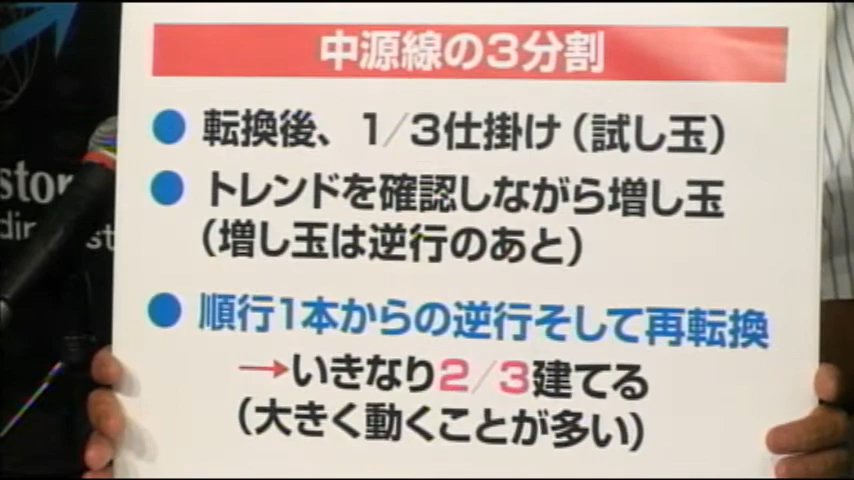 中源線の3分割
● 転換後、1/3仕掛け(試し玉)
● トレンドを確認しながら増し玉
(増し玉は逆行のあと)
● 順行1本からの逆行そして再転換
→いきなり2/3建てる
(大きく動くことが多い)
stor